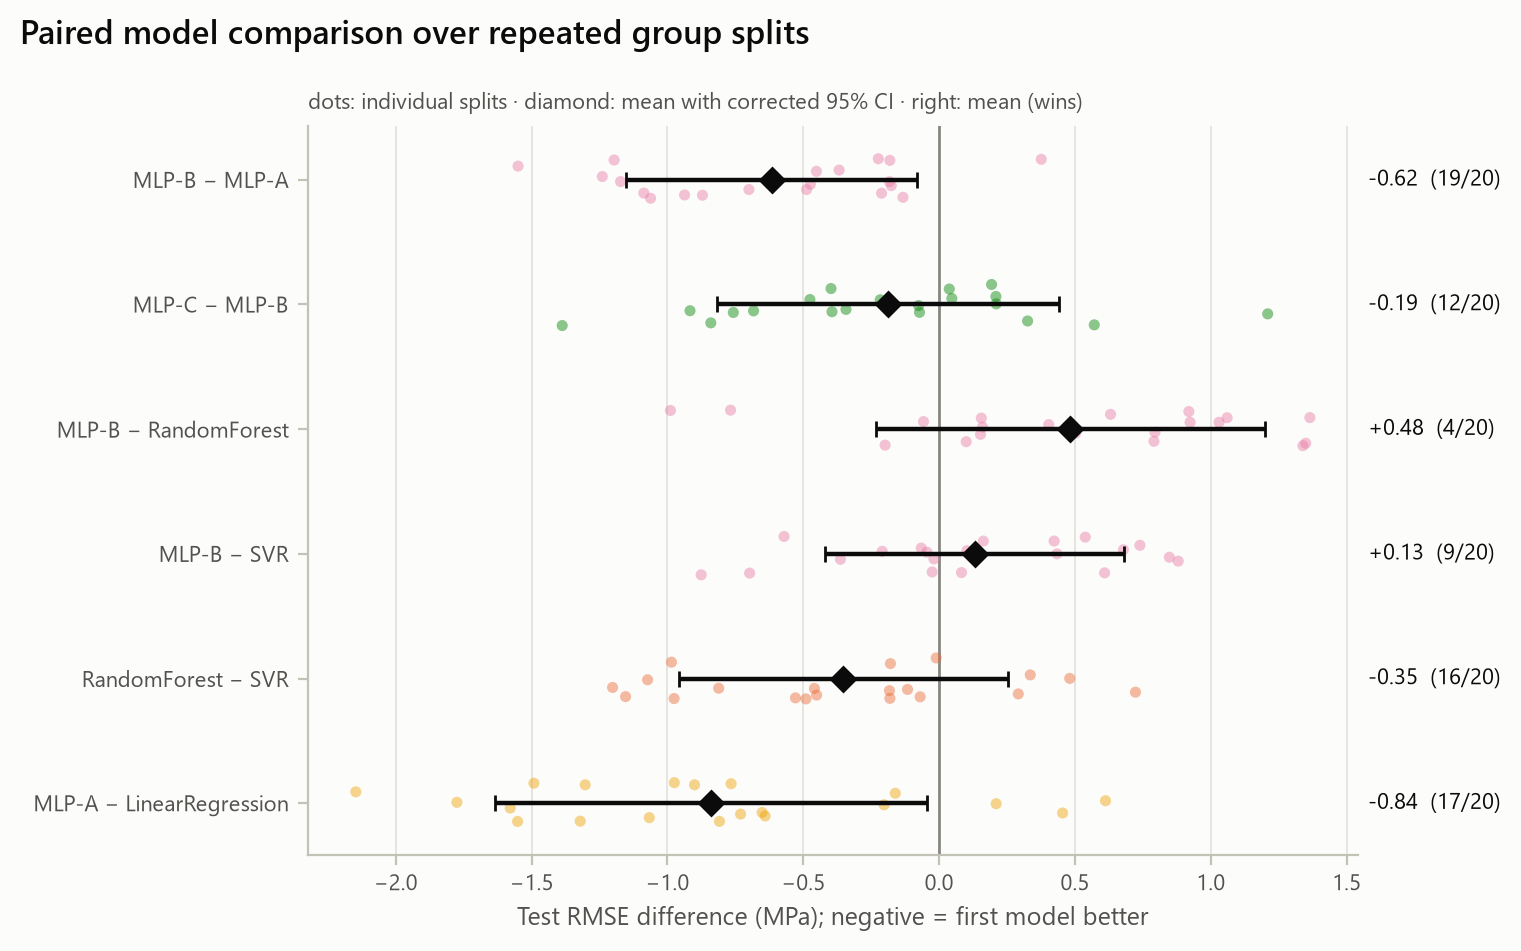 Paired model comparison over repeated group splits
dots: individual splits · diamond: mean with corrected 95% CI · right: mean (wins)
MLP-B – MLP-A
-0.62 (19/20)
MLP-C – MLP-B
-0.19 (12/20)
MLP-B – RandomForest
+0.48 (4/20)
MLP-B – SVR
+0.13 (9/20)
RandomForest – SVR
-0.35 (16/20)
MLP-A – LinearRegression
-0.84 (17/20)
−2.0 −1.5 −1.0 −0.5 0.0 0.5 1.0 1.5
Test RMSE difference (MPa); negative = first model better